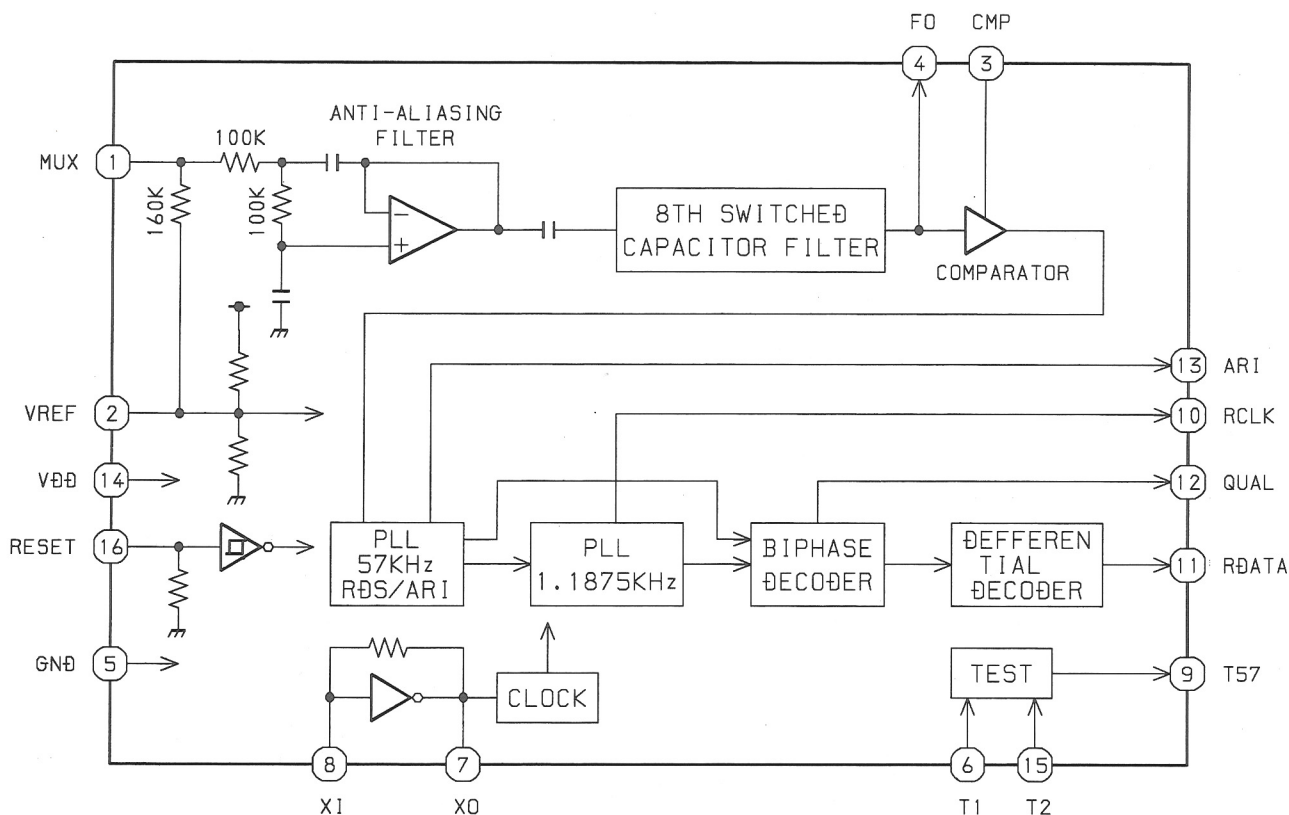 FO CMP
4 3
ANTI-ALIASING
FILTER
100K
MUX 1
160K
100K
−
+
8TH SWITCHED
CAPACITOR FILTER
COMPARATOR
13 ARI
VREF 2
10 RCLK
VDD 14
12 QUAL
RESET 16
PLL
57KHz
RDS/ARI
PLL
1.1875KHz
BIPHASE
DECODER
DEFFEREN
TIAL
DECODER
11 RDATA
GND 5
CLOCK
TEST
9 T57
8 7 6 15
XI XO T1 T2